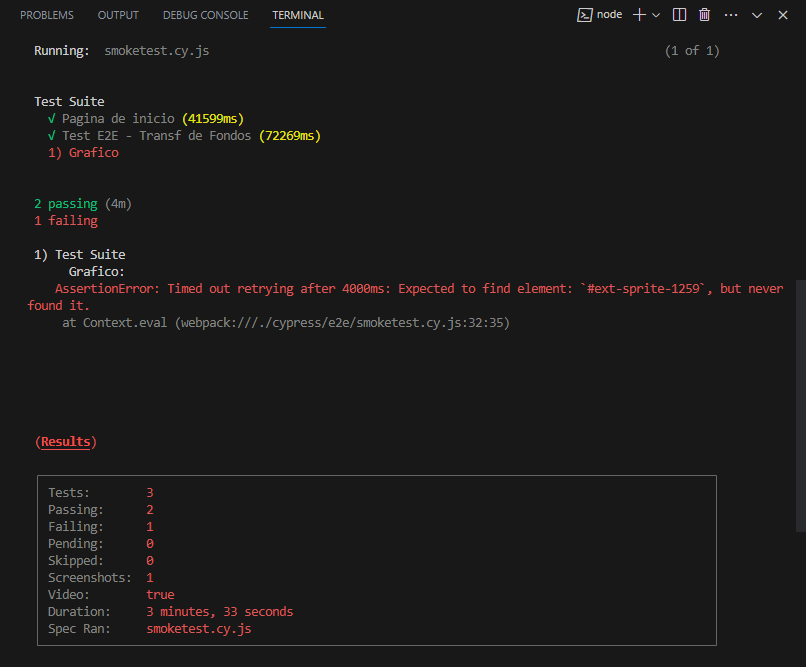 PROBLEMS OUTPUT DEBUG CONSOLE TERMINAL node
Running: smoketest.cy.js (1 of 1)
Test Suite
√ Pagina de inicio (41599ms)
√ Test E2E - Transf de Fondos (72269ms)
1) Grafico
2 passing (4m)
1 failing
1) Test Suite
Grafico:
AssertionError: Timed out retrying after 4000ms: Expected to find element: `#ext-sprite-1259`, but never
found it.
at Context.eval (webpack:///./cypress/e2e/smoketest.cy.js:32:35)
(Results)
Tests: 3
Passing: 2
Failing: 1
Pending: 0
Skipped: 0
Screenshots: 1
Video: true
Duration: 3 minutes, 33 seconds
Spec Ran: smoketest.cy.js